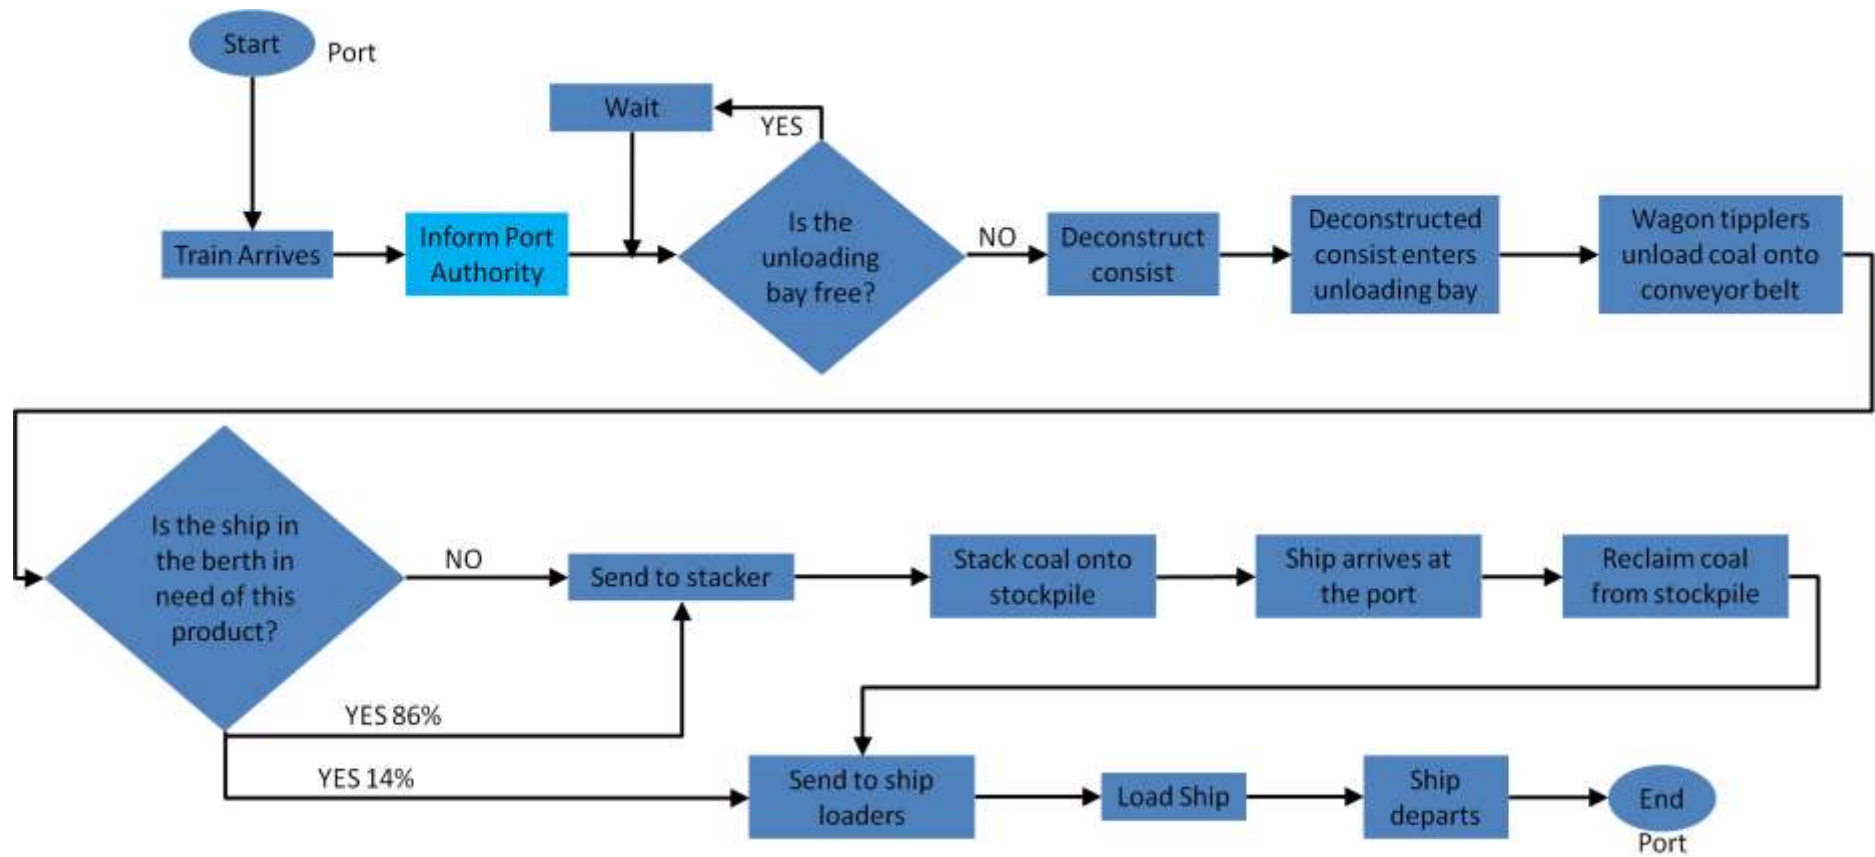 Start
Port
Wait
YES
Train Arrives
Inform Port
Authority
Is the
unloading
bay free?
NO
Deconstruct
consist
Deconstructed
consist enters
unloading bay
Wagon tipplers
unload coal onto
conveyor belt
Is the ship in
the berth in
need of this
product?
NO
Send to stacker
Stack coal onto
stockpile
Ship arrives at
the port
Reclaim coal
from stockpile
YES 86%
YES 14%
Send to ship
loaders
Load Ship
Ship
departs
End
Port